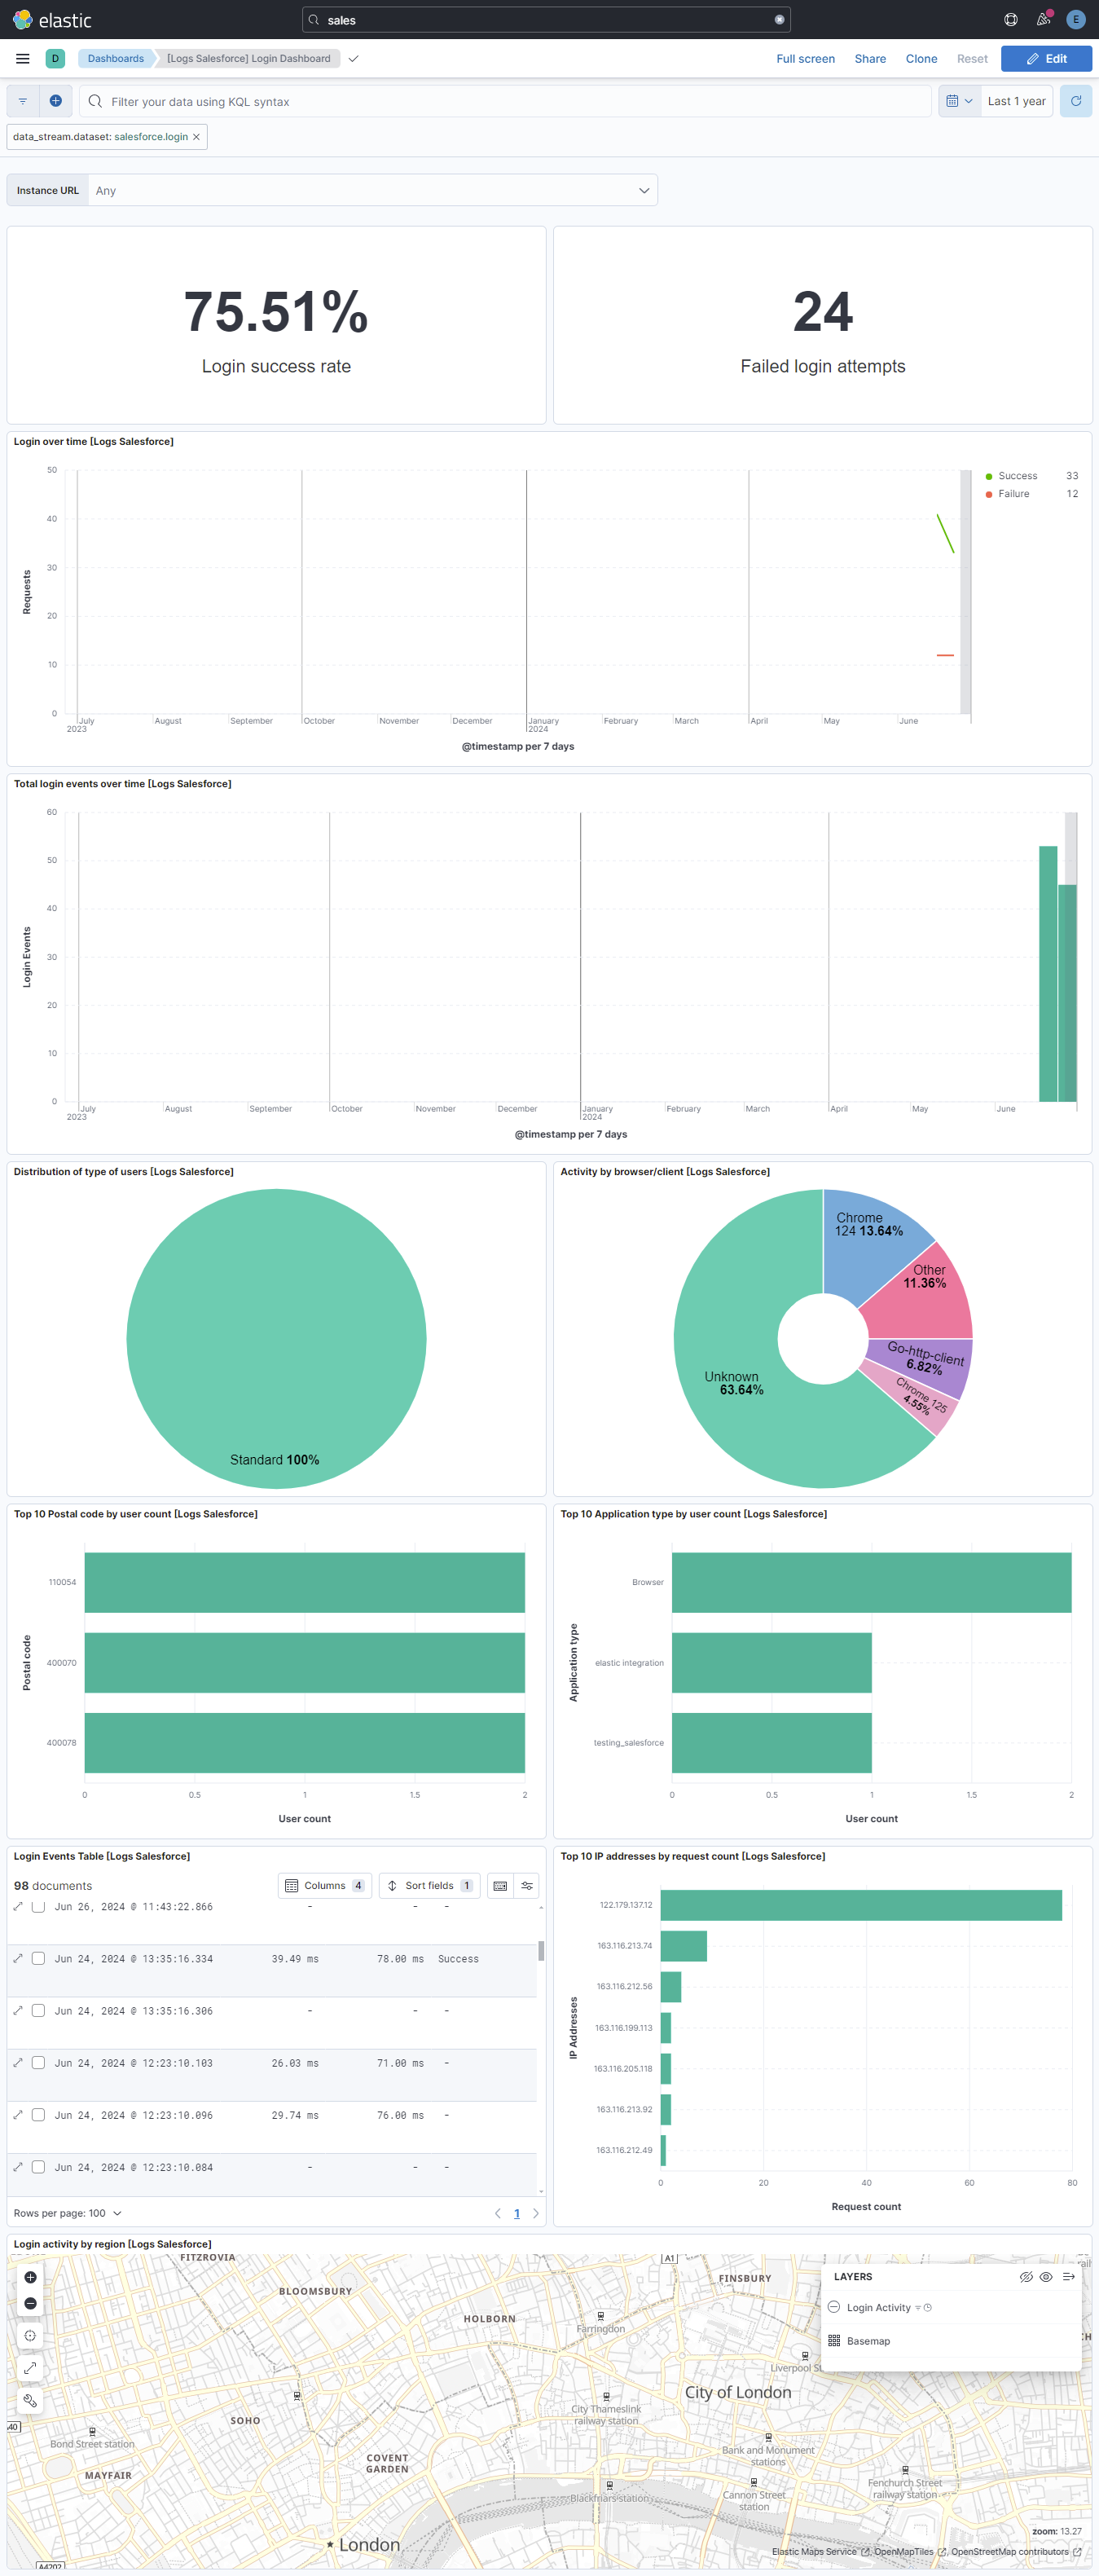 elastic
sales
E
D
Dashboards
[Logs Salesforce] Login Dashboard
Full screen
Share
Clone
Reset
Edit
Filter your data using KQL syntax
Last 1 year
data_stream.dataset: salesforce.login ×
Instance URL
Any
75.51%
Login success rate
24
Failed login attempts
Login over time [Logs Salesforce]
50
40
30
20
10
0
Requests
July
2023
August
September
October
November
December
January
2024
February
March
April
May
June
@timestamp per 7 days
Success 33
Failure 12
Total login events over time [Logs Salesforce]
60
50
40
30
20
10
0
Login Events
July
2023
August
September
October
November
December
January
2024
February
March
April
May
June
@timestamp per 7 days
Distribution of type of users [Logs Salesforce]
Standard 100%
Activity by browser/client [Logs Salesforce]
Chrome
124 13.64%
Other
11.36%
Go-http-client
6.82%
Chrome 125
4.55%
Unknown
63.64%
Top 10 Postal code by user count [Logs Salesforce]
Postal code
110054
400070
400078
0
0.5
1
1.5
2
User count
Top 10 Application type by user count [Logs Salesforce]
Application type
Browser
elastic integration
testing_salesforce
0
0.5
1
1.5
2
User count
Login Events Table [Logs Salesforce]
98 documents
Columns 4
Sort fields 1
Jun 26, 2024 @ 11:43:22.866 - - -
Jun 24, 2024 @ 13:35:16.334 39.49 ms 78.00 ms Success
Jun 24, 2024 @ 13:35:16.306 - - -
Jun 24, 2024 @ 12:23:10.103 26.03 ms 71.00 ms -
Jun 24, 2024 @ 12:23:10.096 29.74 ms 76.00 ms -
Jun 24, 2024 @ 12:23:10.084 - - -
Rows per page: 100
1
Top 10 IP addresses by request count [Logs Salesforce]
IP Addresses
122.179.137.12
163.116.213.74
163.116.212.56
163.116.199.113
163.116.205.118
163.116.213.92
163.116.212.49
0
20
40
60
80
Request count
Login activity by region [Logs Salesforce]
FITZROVIA
A1
BLOOMSBURY
FINSBURY
HOLBORN
Farringdon
LAYERS
Login Activity
Basemap
Liverpool St
City of London
City Thameslink
railway station
SOHO
Bond Street station
COVENT
GARDEN
MAYFAIR
Bank and Monument
stations
Blackfriars station
Cannon Street
station
Fenchurch Street
railway station
London
A4202
zoom: 13.27
Elastic Maps Service , OpenMapTiles , OpenStreetMap contributors